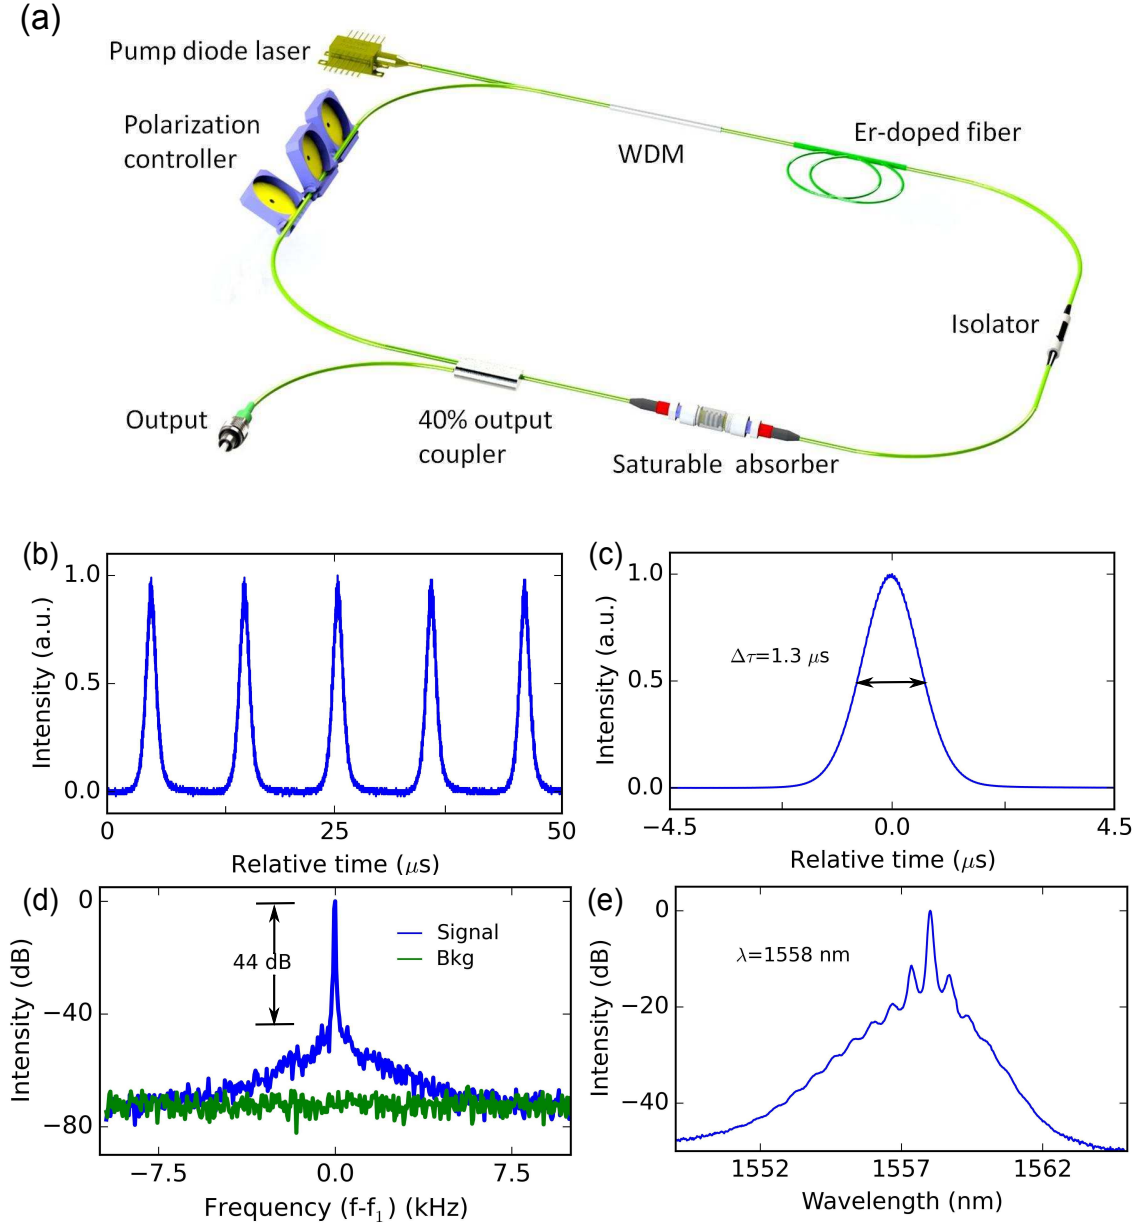 (a)
Pump diode laser
Polarization
controller
WDM
Er-doped fiber
Isolator
Output
40% output
coupler
Saturable absorber
(b)
Intensity (a.u.)
1.0
0.5
0.0
0
25
50
Relative time (μs)
(c)
Intensity (a.u.)
1.0
0.5
0.0
Δτ=1.3 μs
−4.5
0.0
4.5
Relative time (μs)
(d)
Intensity (dB)
0
−40
−80
44 dB
Signal
Bkg
−7.5
0.0
7.5
Frequency (f-f₁) (kHz)
(e)
Intensity (dB)
0
−20
−40
λ=1558 nm
1552
1557
1562
Wavelength (nm)